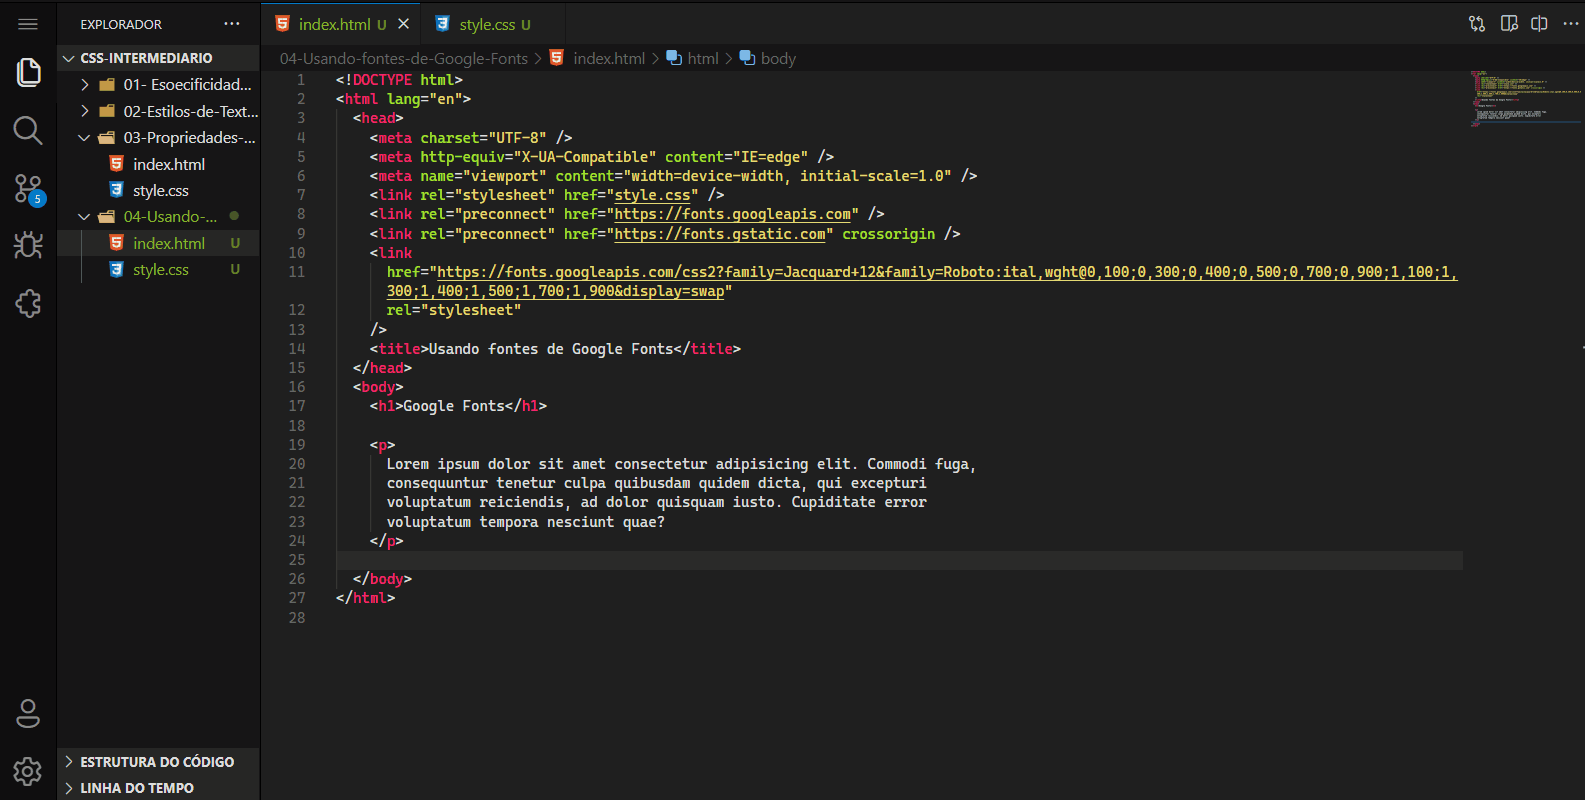 EXPLORADOR ···
index.html U
style.css U
CSS-INTERMEDIARIO
04-Usando-fontes-de-Google-Fonts > index.html > html > body
01- Esoecificidad...
02-Estilos-de-Text...
03-Propriedades-...
index.html
style.css
04-Usando-...
index.html U
style.css U
5
1 <!DOCTYPE html>
2 <html lang="en">
3 <head>
4 <meta charset="UTF-8" />
5 <meta http-equiv="X-UA-Compatible" content="IE=edge" />
6 <meta name="viewport" content="width=device-width, initial-scale=1.0" />
7 <link rel="stylesheet" href="style.css" />
8 <link rel="preconnect" href="https://fonts.googleapis.com" />
9 <link rel="preconnect" href="https://fonts.gstatic.com" crossorigin />
10 <link
11 href="https://fonts.googleapis.com/css2?family=Jacquard+12&family=Roboto:ital,wght@0,100;0,300;0,400;0,500;0,700;0,900;1,100;1,
300;1,400;1,500;1,700;1,900&display=swap"
12 rel="stylesheet"
13 />
14 <title>Usando fontes de Google Fonts</title>
15 </head>
16 <body>
17 <h1>Google Fonts</h1>
18
19 <p>
20 Lorem ipsum dolor sit amet consectetur adipisicing elit. Commodi fuga,
21 consequuntur tenetur culpa quibusdam quidem dicta, qui excepturi
22 voluptatum reiciendis, ad dolor quisquam iusto. Cupiditate error
23 voluptatum tempora nesciunt quae?
24 </p>
25
26 </body>
27 </html>
28
ESTRUTURA DO CÓDIGO
LINHA DO TEMPO